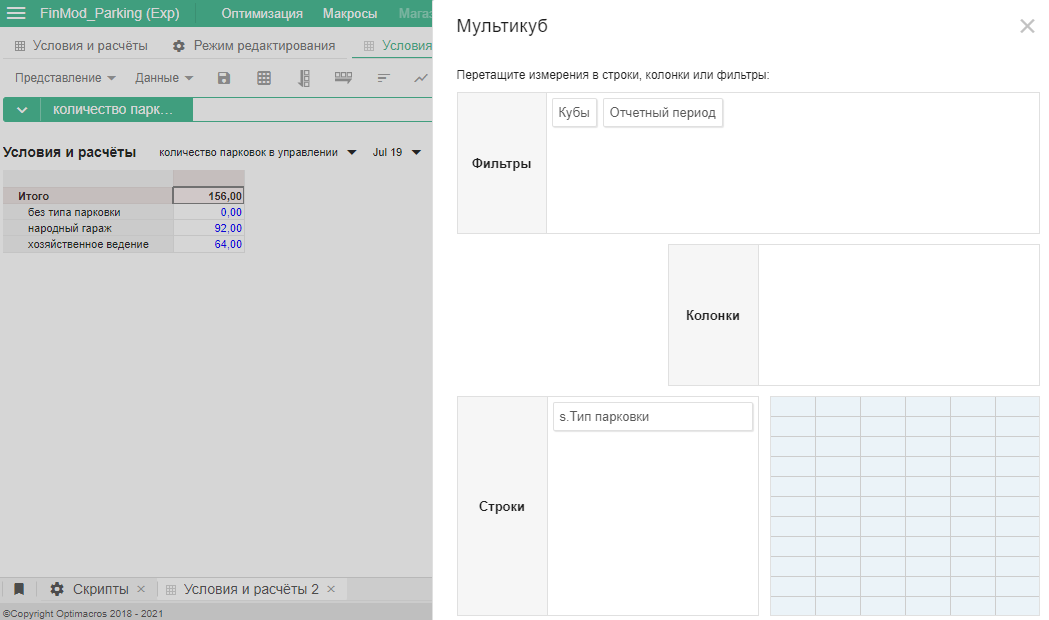 FinMod_Parking (Exp) Оптимизация Макросы Мага
Условия и расчёты Режим редактирования Условия
Представление Данные
количество парк...
Условия и расчёты количество парковок в управлении Jul 19
Итого 156,00
без типа парковки 0,00
народный гараж 92,00
хозяйственное ведение 64,00
Скрипты Условия и расчёты 2
©Copyright Optimacros 2018 - 2021
Мультикуб
Перетащите измерения в строки, колонки или фильтры:
Фильтры
Кубы Отчетный период
Колонки
Строки
s.Тип парковки